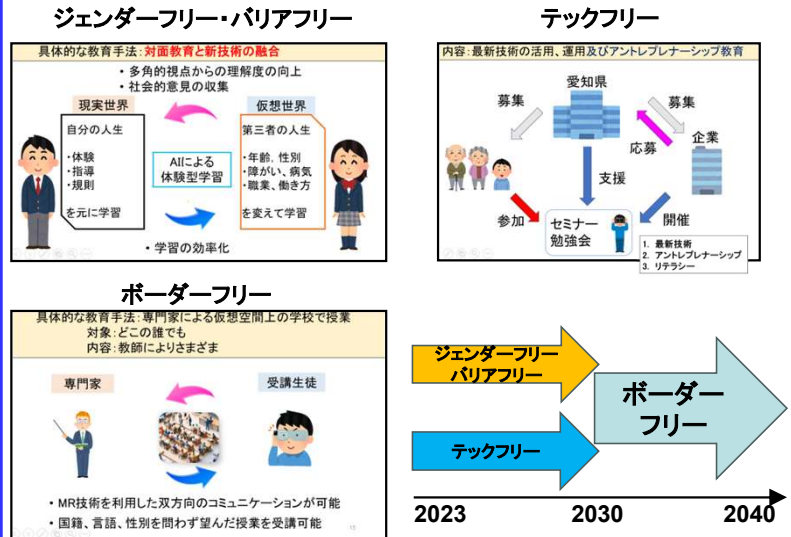 ジェンダーフリー・バリアフリー
具体的な教育手法:対面教育と新技術の融合
・多角的視点からの理解度の向上
・社会的意見の収集
現実世界
自分の人生
・体験
・指導
・規則
を元に学習
AIによる
体験型学習
仮想世界
第三者の人生
・年齢, 性別
・障がい、病気
・職業、働き方
を変えて学習
・学習の効率化
テックフリー
内容:最新技術の活用、運用及びアントレプレナーシップ教育
愛知県
募集
募集
応募
企業
支援
参加
開催
セミナー
勉強会
1. 最新技術
2. アントレプレナーシップ
3. リテラシー
ボーダーフリー
具体的な教育手法:専門家による仮想空間上の学校で授業
対象:どこの誰でも
内容:教師によりさまざま
専門家
受講生徒
・MR技術を利用した双方向のコミュニケーションが可能
・国籍、言語、性別を問わず望んだ授業を受講可能
ジェンダーフリー
バリアフリー
テックフリー
ボーダー
フリー
2023
2030
2040